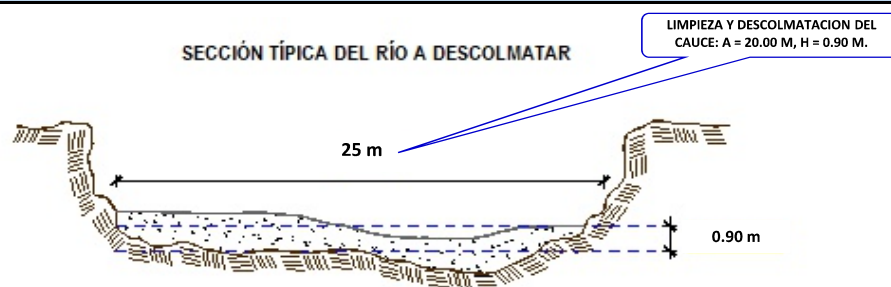 LIMPIEZA Y DESCOLMATACION DEL
CAUCE: A = 20.00 M, H = 0.90 M.
SECCIÓN TÍPICA DEL RÍO A DESCOLMATAR
25 m
0.90 m